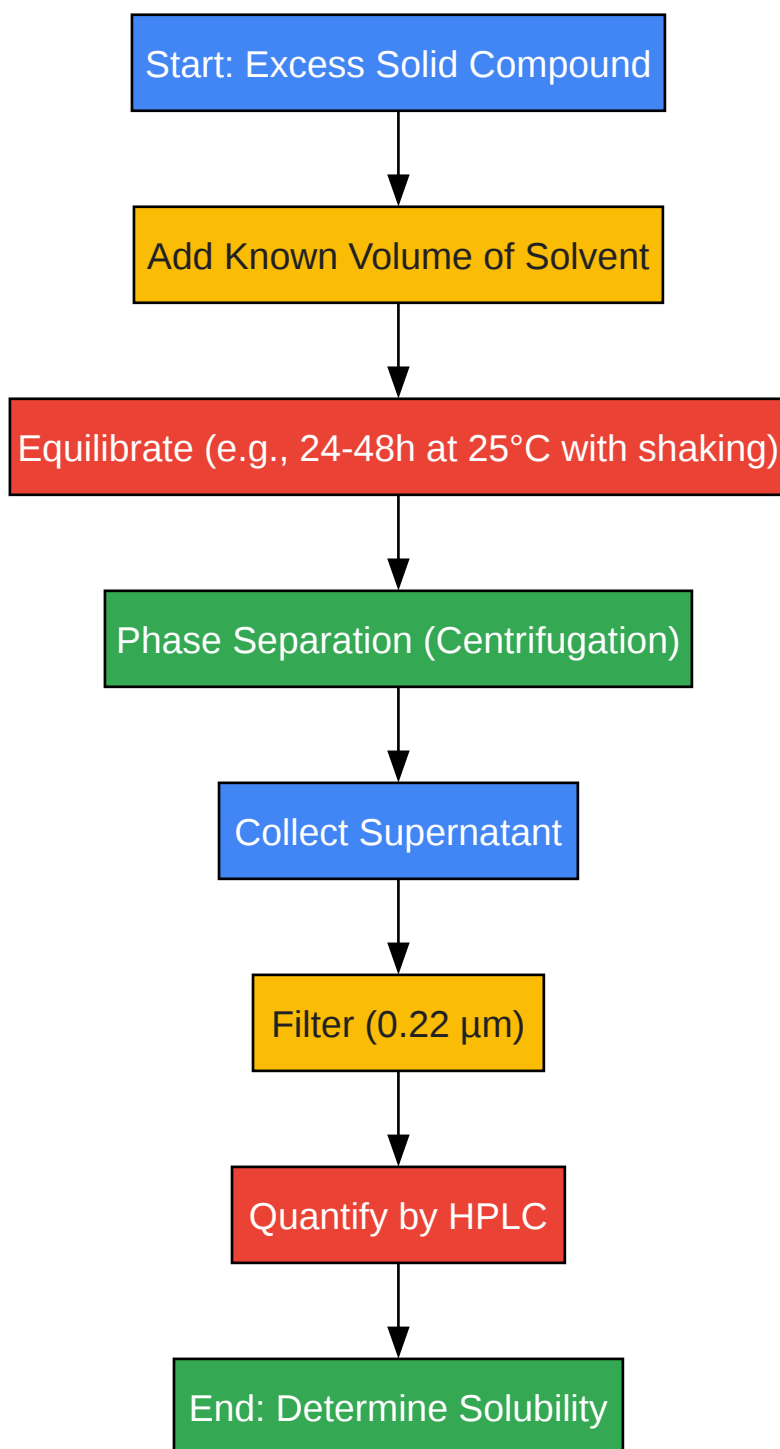 Start: Excess Solid Compound
Add Known Volume of Solvent
Equilibrate (e.g., 24-48h at 25°C with shaking)
Phase Separation (Centrifugation)
Collect Supernatant
Filter (0.22 µm)
Quantify by HPLC
End: Determine Solubility